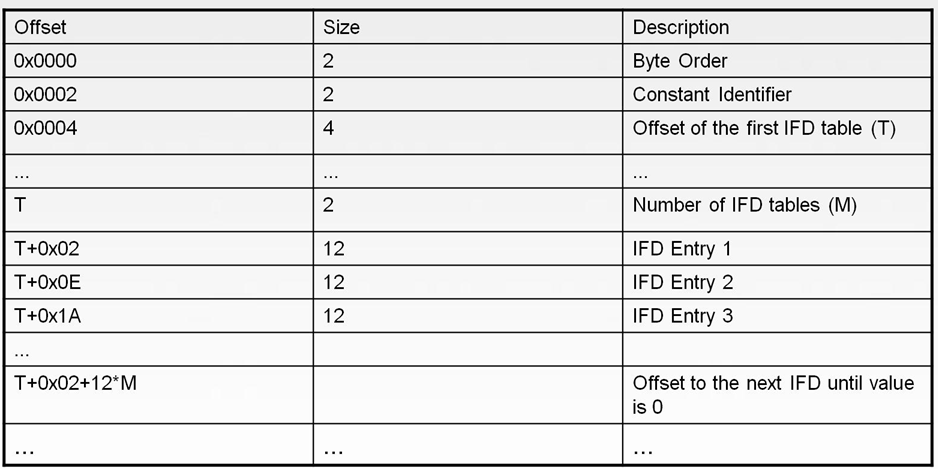 Offset Size Description
0x0000 2 Byte Order
0x0002 2 Constant Identifier
0x0004 4 Offset of the first IFD table (T)
... ... ...
T 2 Number of IFD tables (M)
T+0x02 12 IFD Entry 1
T+0x0E 12 IFD Entry 2
T+0x1A 12 IFD Entry 3
...
T+0x02+12*M Offset to the next IFD until value
is 0
... ... ...